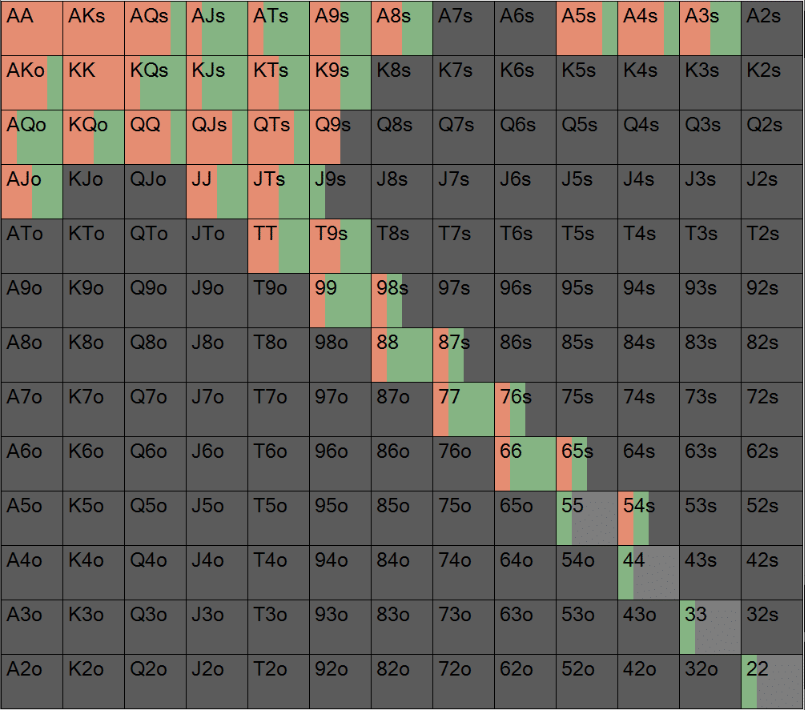 AA AKs AQs AJs ATs A9s A8s A7s A6s A5s A4s A3s A2s
AKo KK KQs KJs KTs K9s K8s K7s K6s K5s K4s K3s K2s
AQo KQo QQ QJs QTs Q9s Q8s Q7s Q6s Q5s Q4s Q3s Q2s
AJo KJo QJo JJ JTs J9s J8s J7s J6s J5s J4s J3s J2s
ATo KTo QTo JTo TT T9s T8s T7s T6s T5s T4s T3s T2s
A9o K9o Q9o J9o T9o 99 98s 97s 96s 95s 94s 93s 92s
A8o K8o Q8o J8o T8o 98o 88 87s 86s 85s 84s 83s 82s
A7o K7o Q7o J7o T7o 97o 87o 77 76s 75s 74s 73s 72s
A6o K6o Q6o J6o T6o 96o 86o 76o 66 65s 64s 63s 62s
A5o K5o Q5o J5o T5o 95o 85o 75o 65o 55 54s 53s 52s
A4o K4o Q4o J4o T4o 94o 84o 74o 64o 54o 44 43s 42s
A3o K3o Q3o J3o T3o 93o 83o 73o 63o 53o 43o 33 32s
A2o K2o Q2o J2o T2o 92o 82o 72o 62o 52o 42o 32o 22